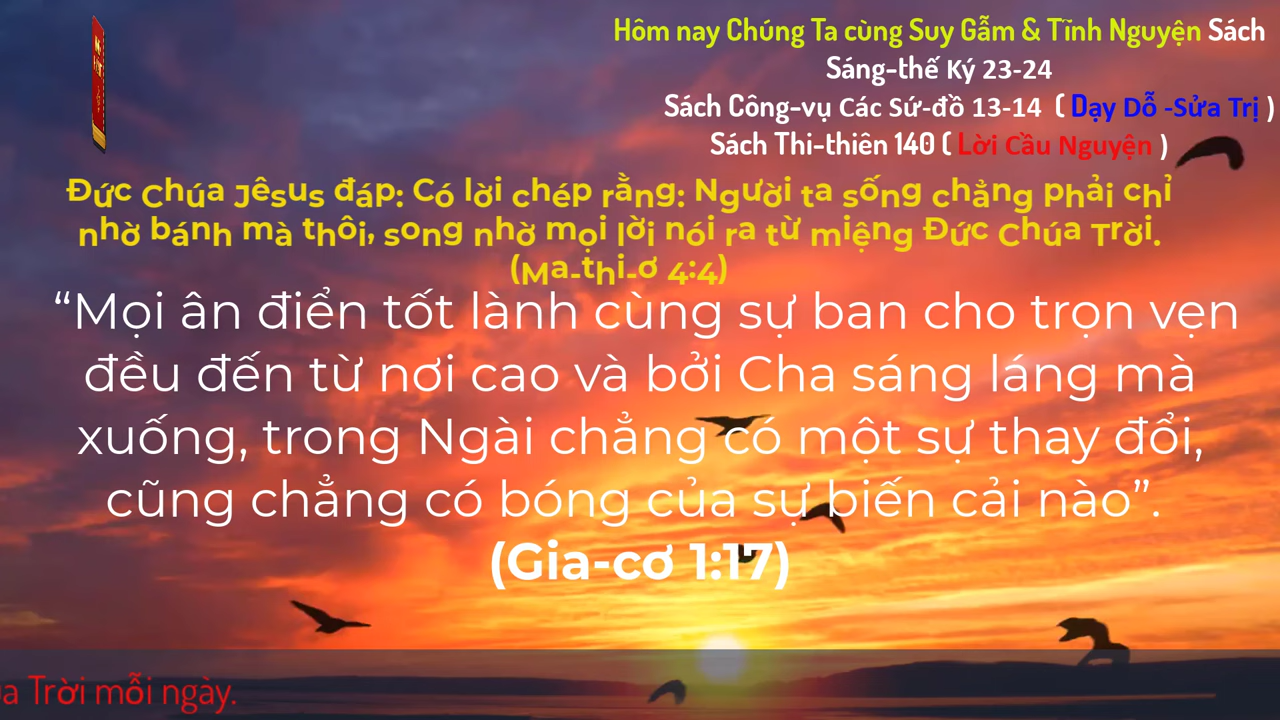 Hôm nay Chúng Ta cùng Suy Gẫm & Tĩnh Nguyện Sách
Sáng-thế Ký 23-24
Sách Công-vụ Các Sứ-đồ 13-14 ( Dạy Dỗ -Sửa Trị )
Sách Thi-thiên 140 ( Lời Cầu Nguyện )
Đức Chúa Jêsus đáp: Có lời chép rằng: Người ta sống chẳng phải chỉ
nhờ bánh mà thôi, song nhờ mọi lời nói ra từ miệng Đức Chúa Trời.
(Ma-thi-ơ 4:4)
“Mọi ân điển tốt lành cùng sự ban cho trọn vẹn
đều đến từ nơi cao và bởi Cha sáng láng mà
xuống, trong Ngài chẳng có một sự thay đổi,
cũng chẳng có bóng của sự biến cải nào”.
(Gia-cơ 1:17)
Trời mỗi ngày.